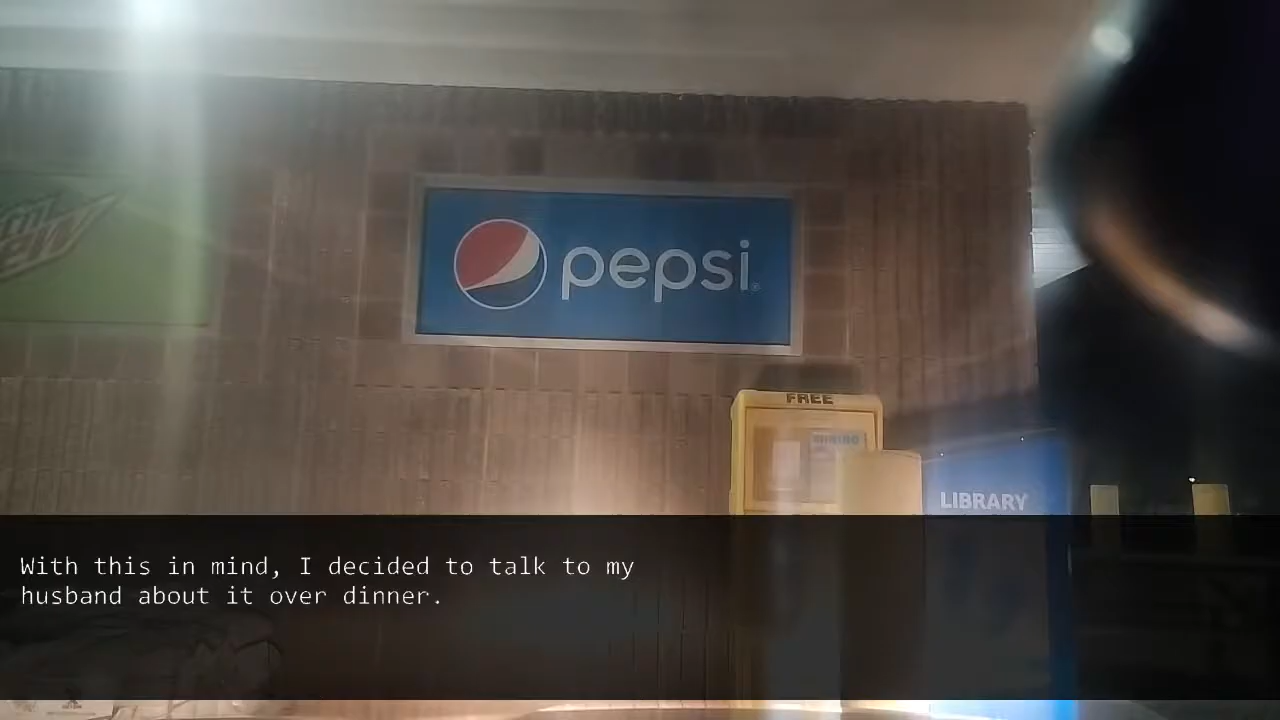 pepsi
FREE
LIBRARY
With this in mind, I decided to talk to my
husband about it over dinner.